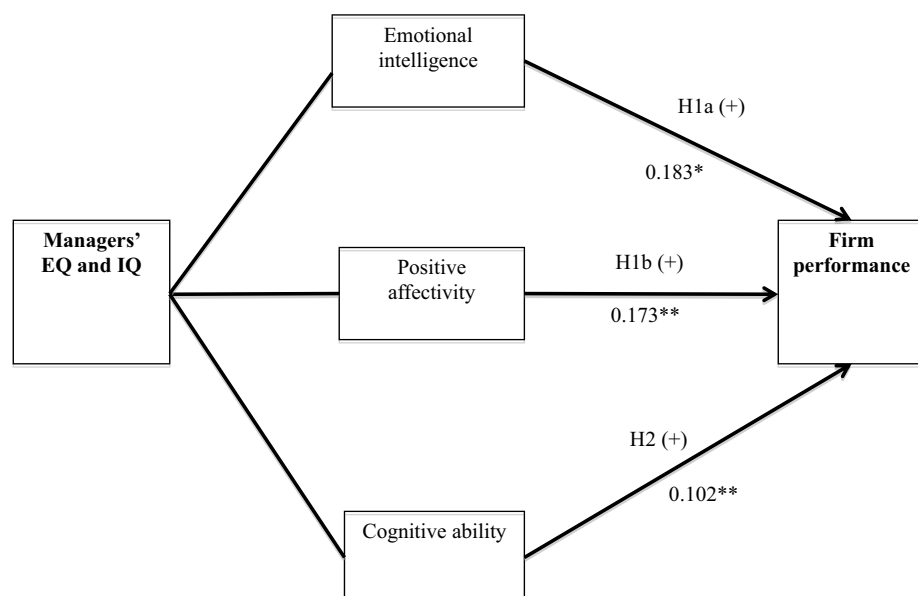 Emotional
intelligence
H1a (+)
0.183*
Managers’
EQ and IQ
Positive
affectivity
H1b (+)
0.173**
Firm
performance
H2 (+)
0.102**
Cognitive ability